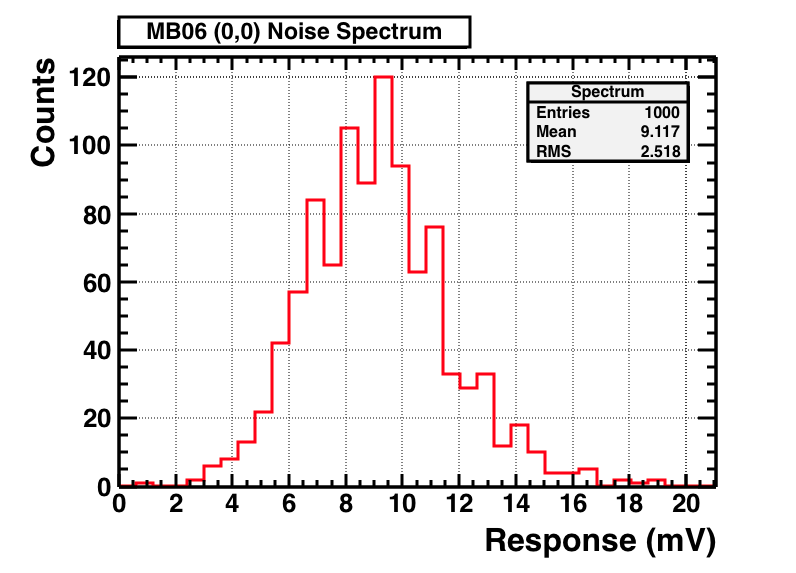 MB06 (0,0) Noise Spectrum
Counts
120
100
80
60
40
20
0
Spectrum
Entries 1000
Mean 9.117
RMS 2.518
0 2 4 6 8 10 12 14 16 18 20
Response (mV)